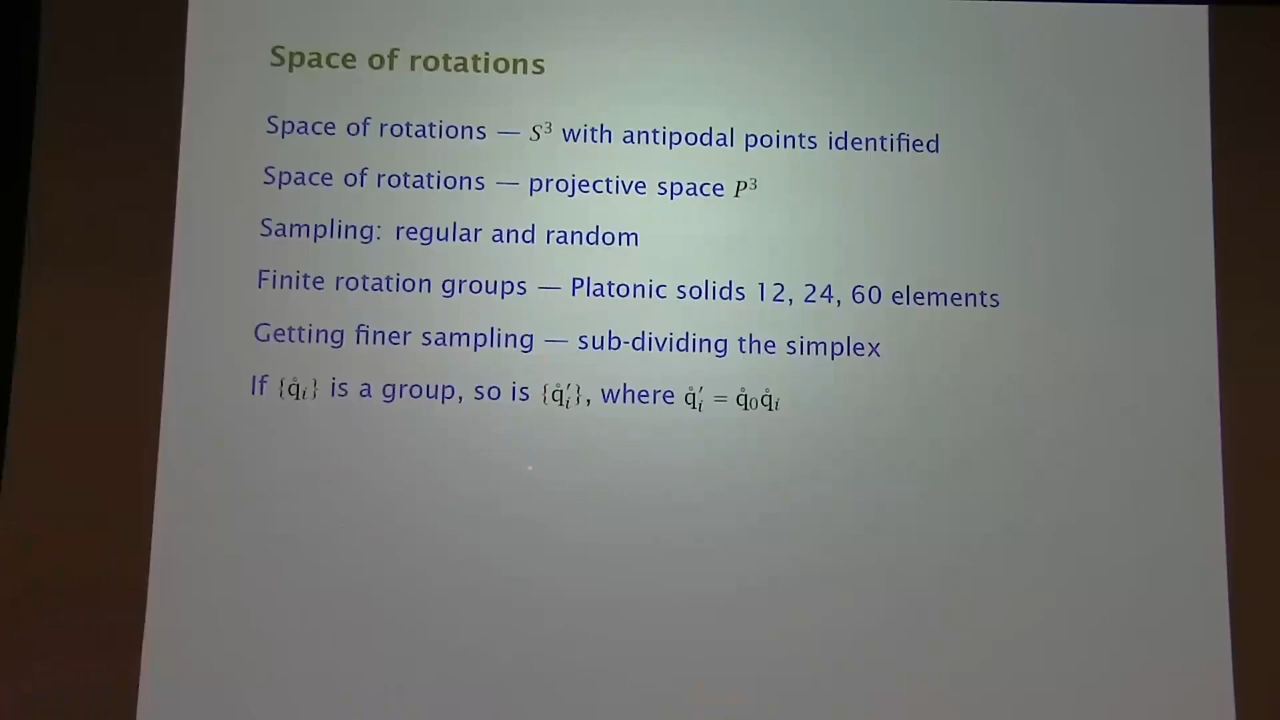 Space of rotations
Space of rotations — S³ with antipodal points identified
Space of rotations — projective space P³
Sampling: regular and random
Finite rotation groups — Platonic solids 12, 24, 60 elements
Getting finer sampling — sub-dividing the simplex
If {q̊ᵢ} is a group, so is {q̊ᵢ′}, where q̊ᵢ′ = q̊₀q̊ᵢ